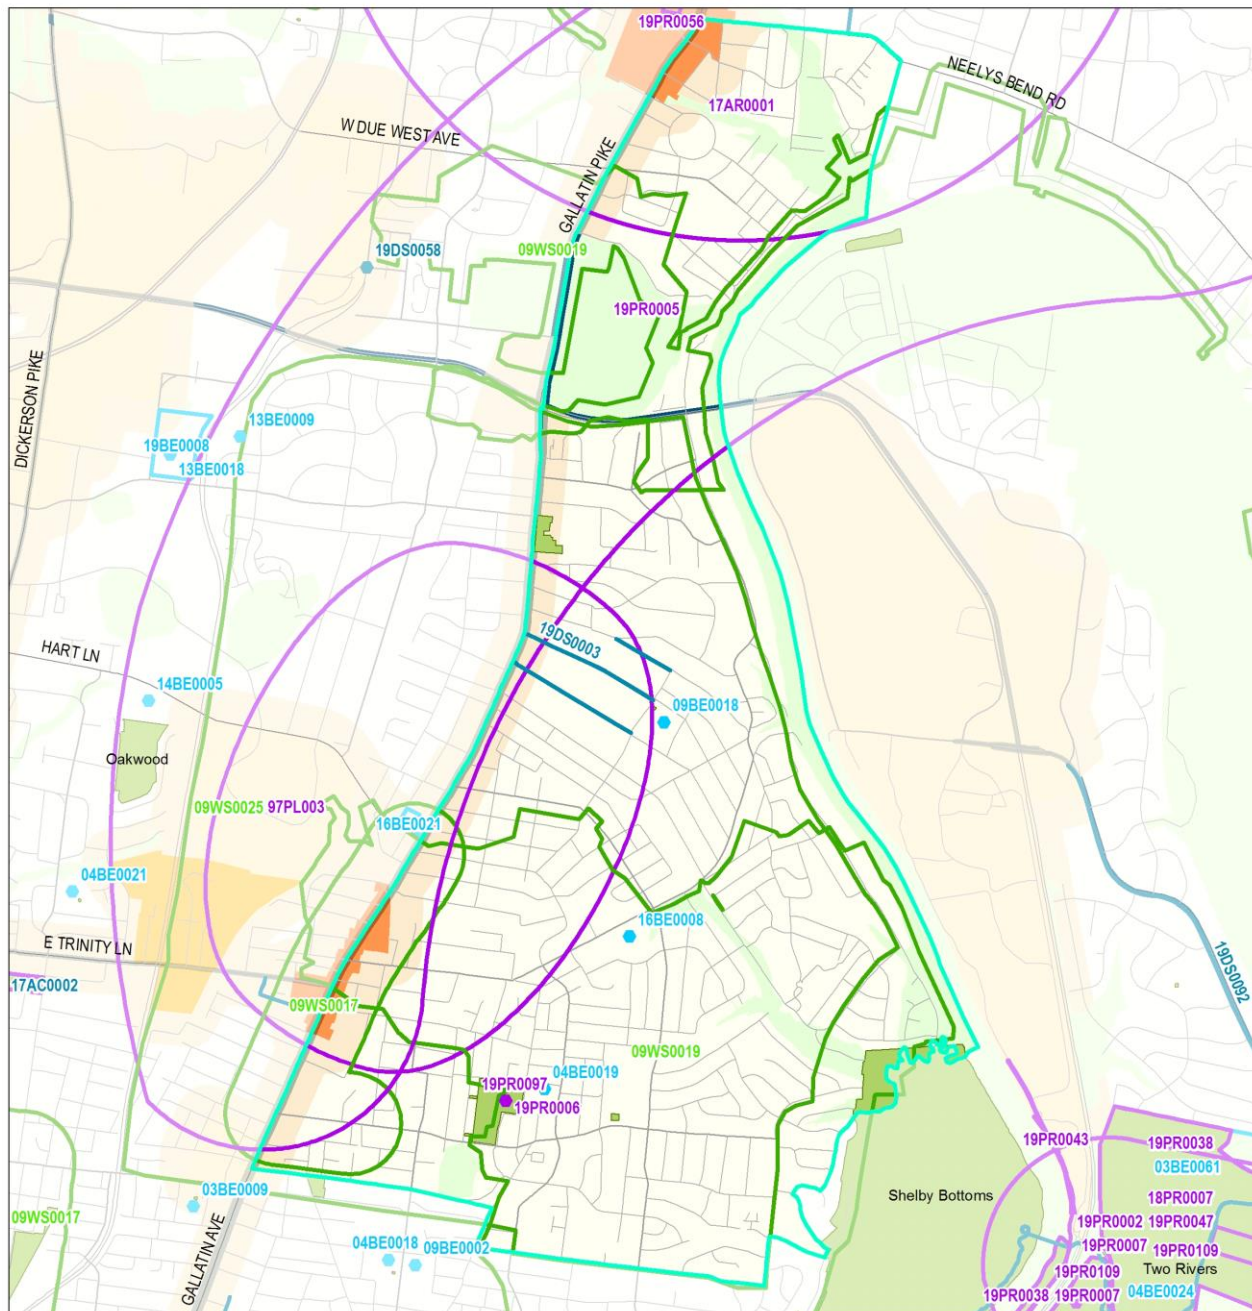 19PR0056
NEELYS BEND RD
17AR0001
W DUE WEST AVE
GALLATIN PIKE
19DS0058
09WS0019
19PR0005
DICKERSON PIKE
13BE0009
19BE0008
13BE0018
19DS0003
HART LN
14BE0005
09BE0018
Oakwood
09WS0025 97PL003
16BE0021
04BE0021
16BE0008
E TRINITY LN
17AC0002
19DS0092
09WS0017
09WS0019
19PR0097
04BE0019
19PR0006
19PR0043
19PR0038
03BE0061
Shelby Bottoms
18PR0007
03BE0009
09WS0017
19PR0002 19PR0047
GALLATIN AVE
04BE0018
09BE0002
19PR0007
19PR0109
19PR0109
Two Rivers
19PR0038 19PR0007
04BE0024